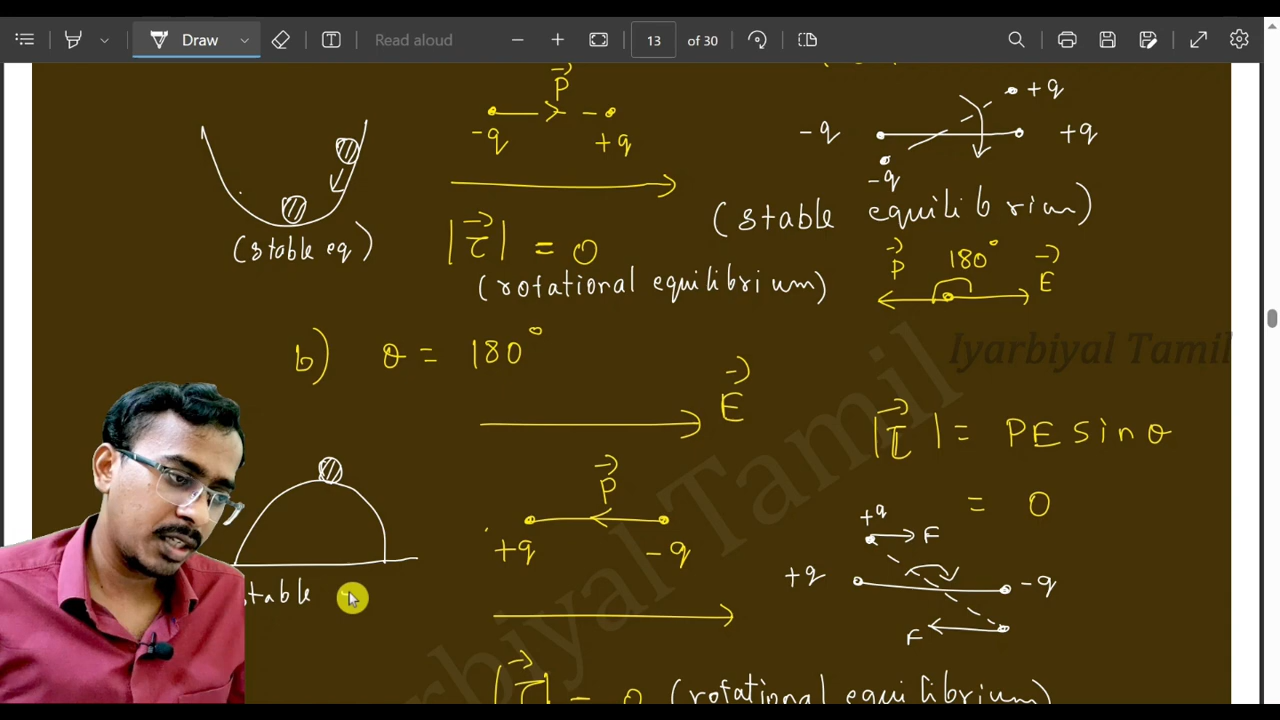 Draw
Read aloud
13 of 30
P
-q +q
+q
-q +q
-q
(stable eq)
|τ| = 0
(stable equilibrium)
(rotational equilibrium)
P 180° E
b) θ = 180°
Iyarbiyal Tamil
E
|τ| = PE sin θ
= 0
P
+q -q
+q F
+q -q
F
table
|τ| = 0 (rotational equilibrium)